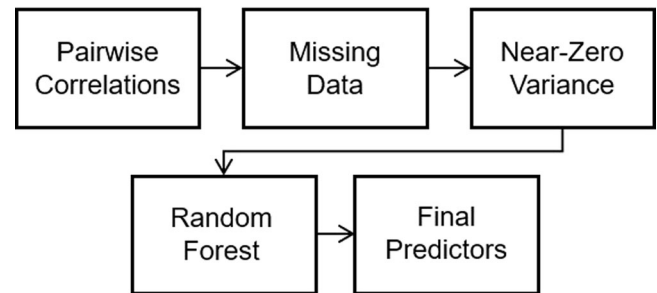 Pairwise
Correlations
Missing
Data
Near-Zero
Variance
Random
Forest
Final
Predictors